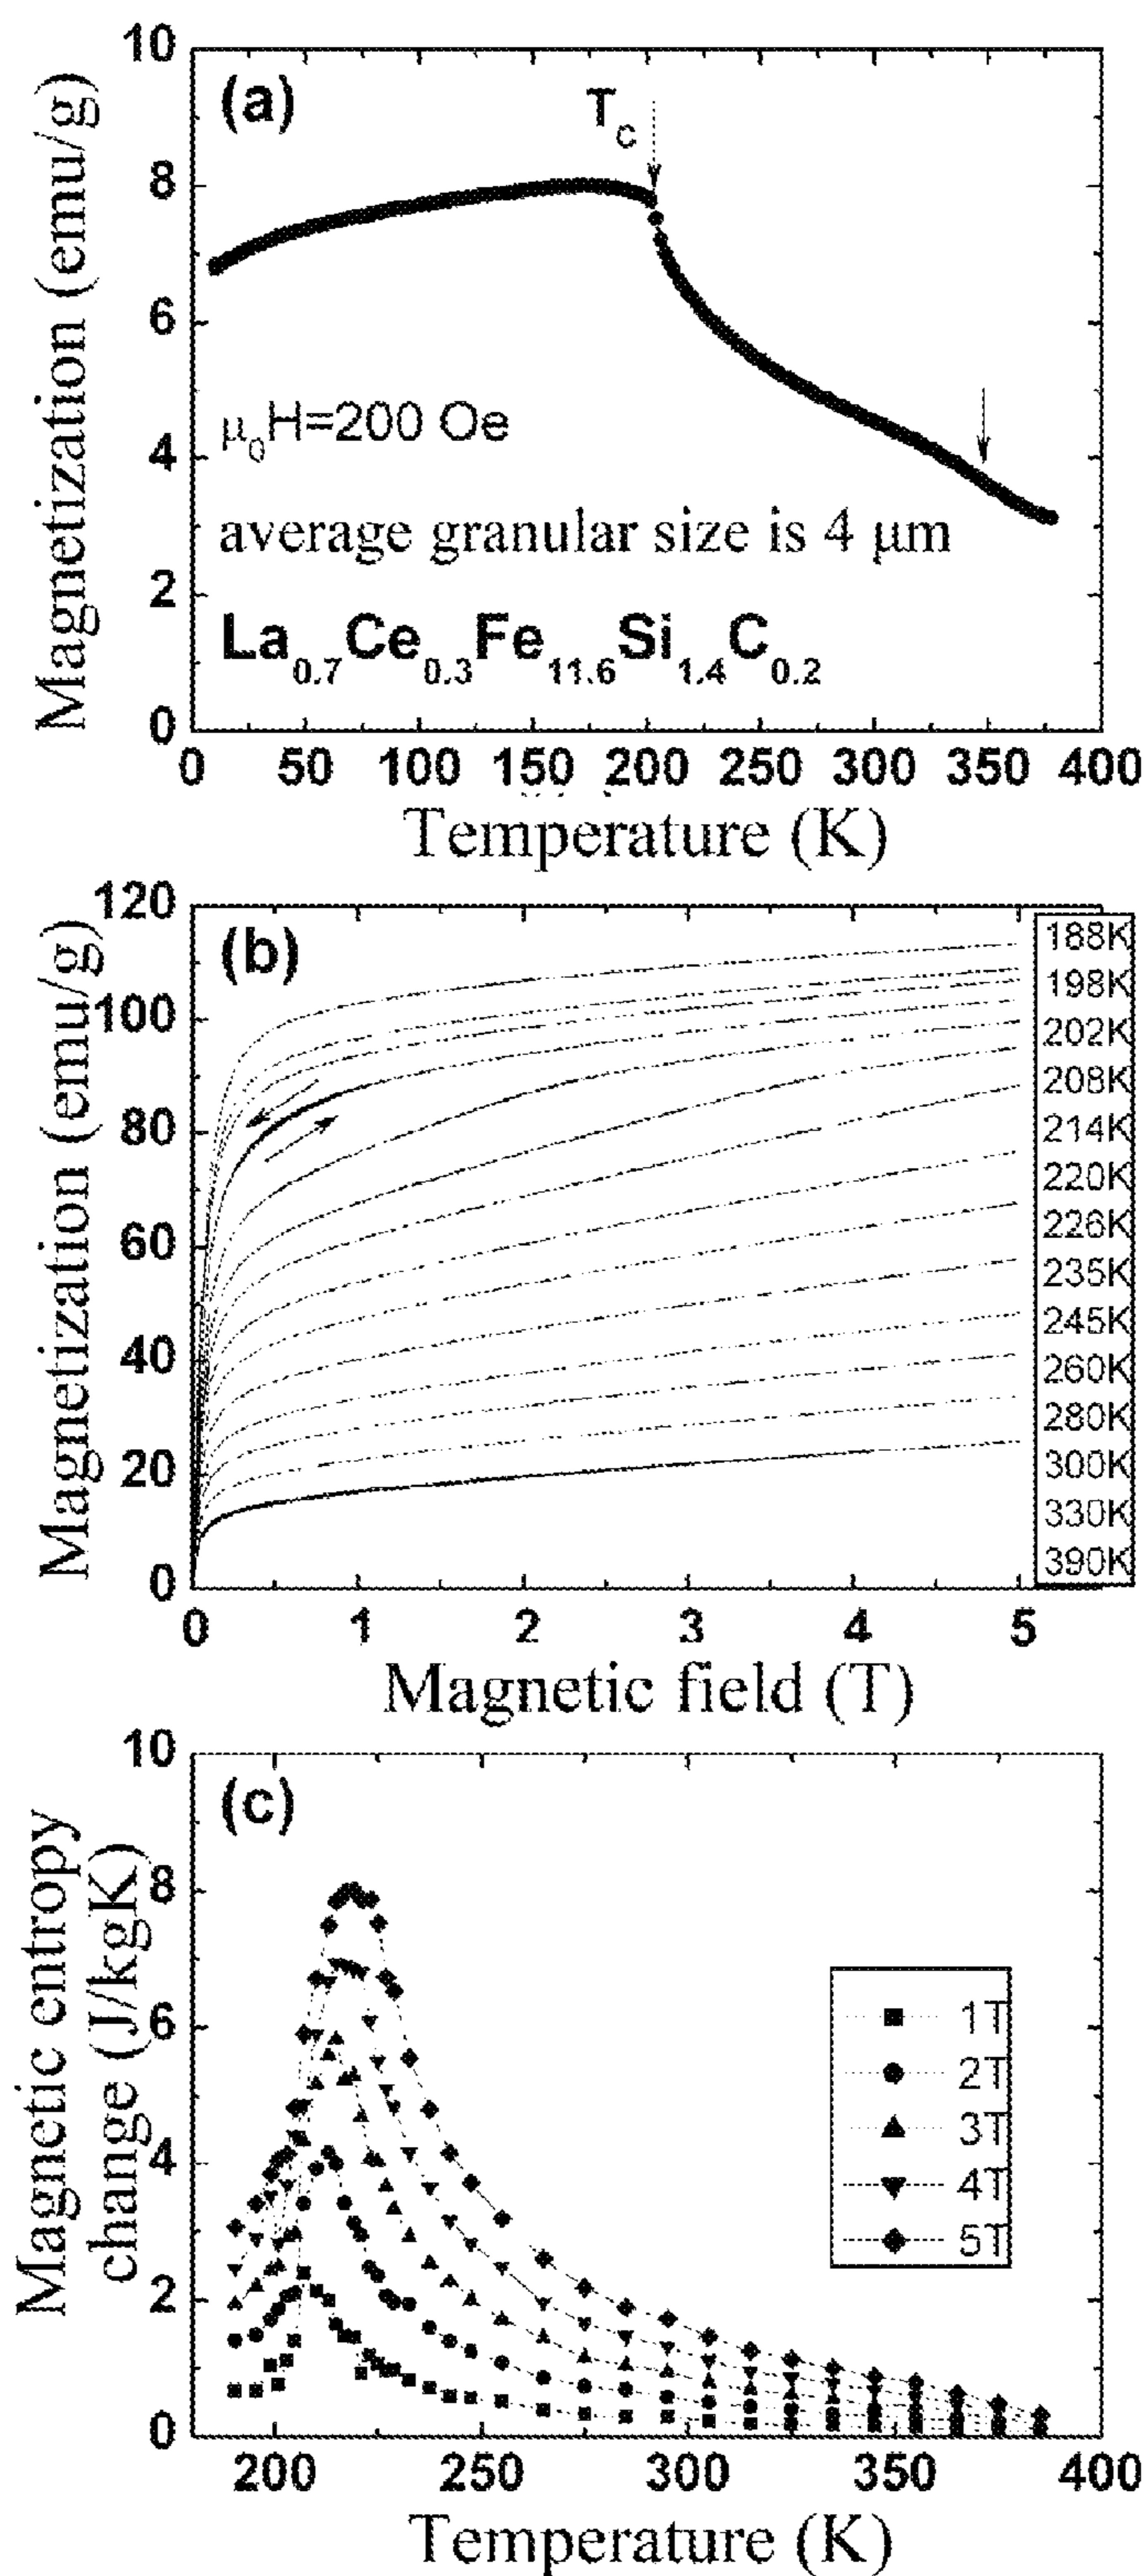 10
(a)
T_c
8
Magnetization (emu/g)
6
μ₀H=200 Oe
4
average granular size is 4 μm
2
La₀.₇Ce₀.₃Fe₁₁.₆Si₁.₄C₀.₂
0
0 50 100 150 200 250 300 350 400
Temperature (K)
120
(b)
188K
198K
100
202K
208K
80
214K
220K
Magnetization (emu/g)
60
226K
235K
40
245K
260K
280K
20
300K
330K
0
390K
0 1 2 3 4 5
Magnetic field (T)
10
(c)
8
Magnetic entropy
change (J/kgK)
6
1T
2T
3T
4
4T
5T
2
0
200 250 300 350 400
Temperature (K)